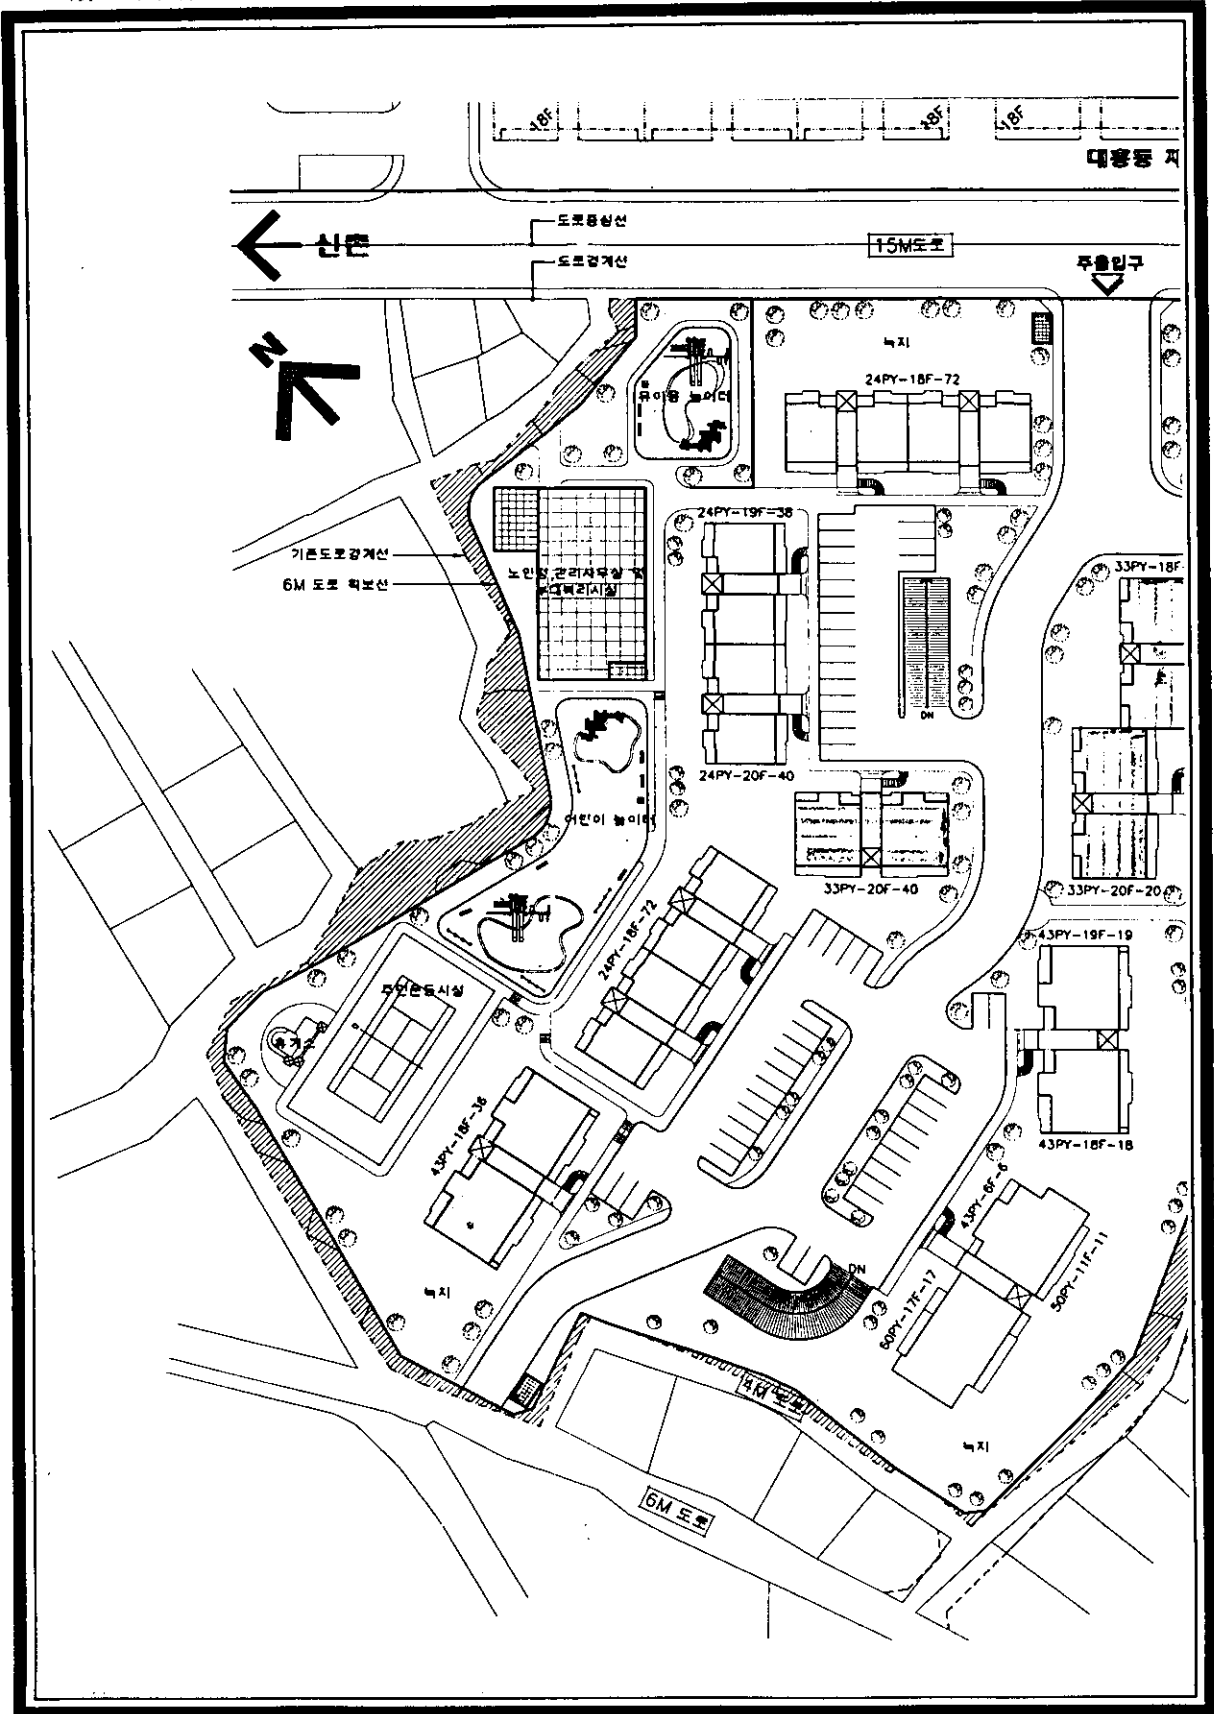 18F
18F
18F
대흥동 지
도로중심선
신촌
15M도로
도로경계선
주출입구
N
녹지
24PY-18F-72
유아용 놀이터
24PY-19F-38
기존도로경계선
노인정 관리사무실 및
6M 도로 확보선
33PY-18F-
DN
24PY-20F-40
어린이 놀이터
33PY-20F-40
33PY-20F-20
24PY-18F-72
43PY-19F-19
주민운동시설
휴게소
43PY-18F-36
43PY-18F-18
43PY-6F-6
50PY-11F-11
DN
60PY-17F-17
녹지
4M 도로
녹지
6M 도로